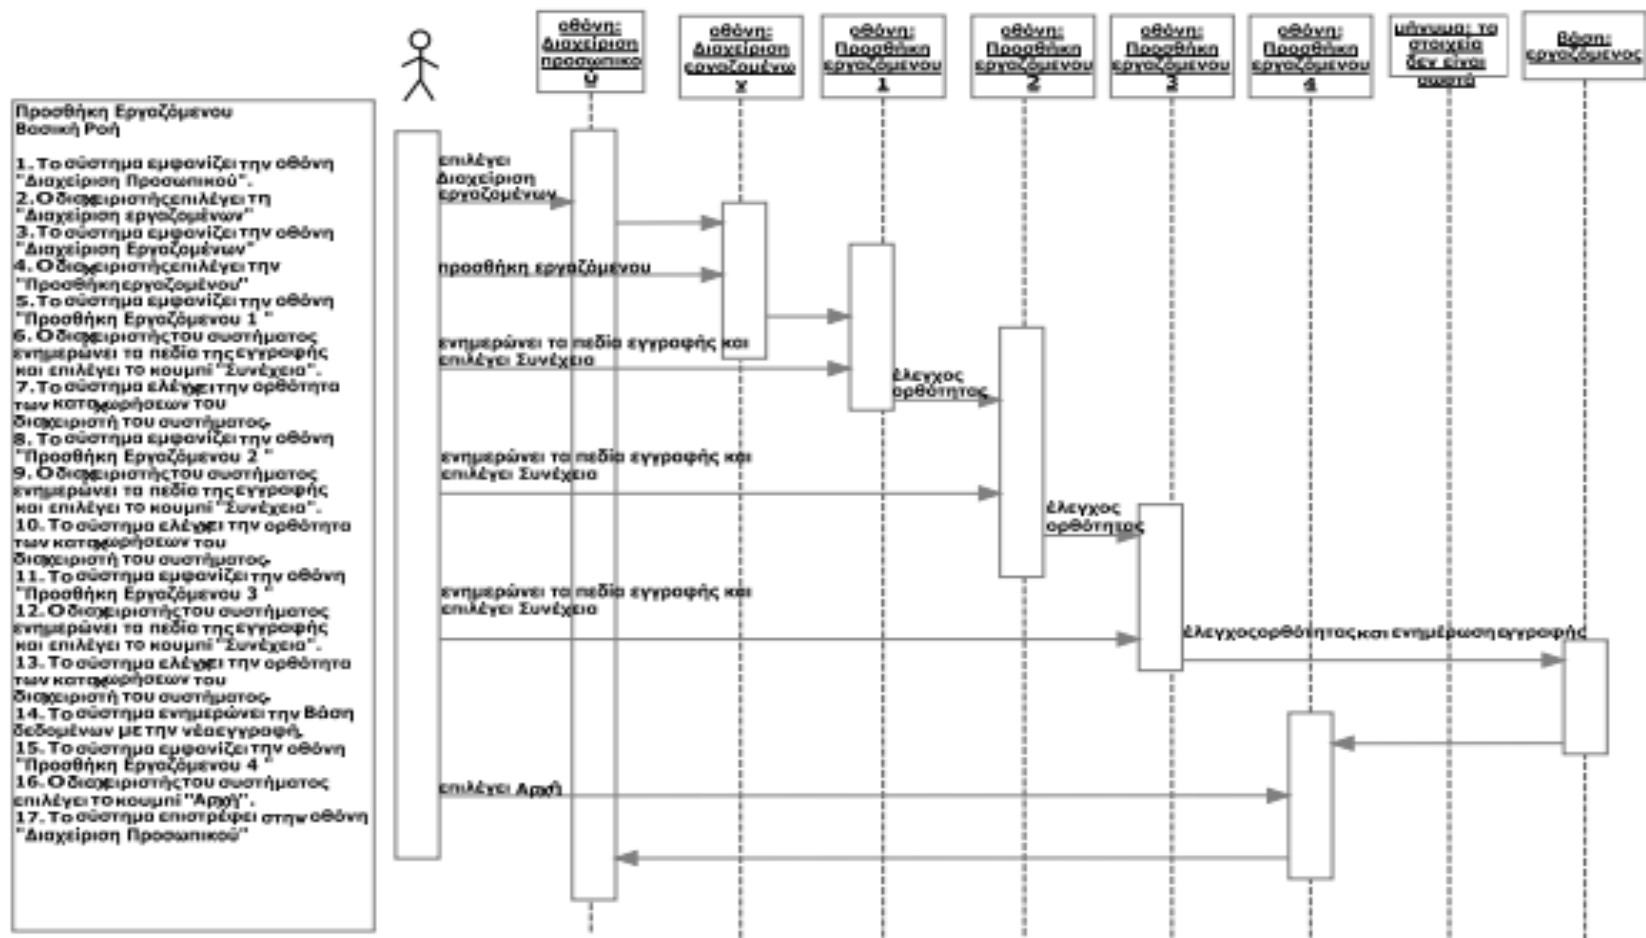 οθόνη:
Διαχείριση
προσωπικο
ύ
οθόνη:
Διαχείριση
εργαζομένω
ν
οθόνη:
Προσθήκη
εργαζομένου
1
οθόνη:
Προσθήκη
εργαζομένου
2
οθόνη:
Προσθήκη
εργαζομένου
3
οθόνη:
Προσθήκη
εργαζομένου
4
μήνυμα: τα
στοιχεία
δεν είναι
σωστά
βάση:
εργαζόμενος
Προσθήκη Εργαζόμενου
Βασική Ροή
1. Το σύστημα εμφανίζει την οθόνη
"Διαχείριση Προσωπικού".
2. Ο διαχειριστής επιλέγει τη
"Διαχείριση εργαζομένων"
3. Το σύστημα εμφανίζει την οθόνη
"Διαχείριση Εργαζομένων"
4. Ο διαχειριστής επιλέγει την
"Προσθήκη εργαζόμενου"
5. Το σύστημα εμφανίζει την οθόνη
"Προσθήκη Εργαζόμενου 1 "
6. Ο διαχειριστής του συστήματος
ενημερώνει τα πεδία της εγγραφής
και επιλέγει το κουμπί "Συνέχεια".
7. Το σύστημα ελέγχει την ορθότητα
των καταχωρήσεων του
διαχειριστή του συστήματος.
8. Το σύστημα εμφανίζει την οθόνη
"Προσθήκη Εργαζόμενου 2 "
9. Ο διαχειριστής του συστήματος
ενημερώνει τα πεδία της εγγραφής
και επιλέγει το κουμπί "Συνέχεια".
10. Το σύστημα ελέγχει την ορθότητα
των καταχωρήσεων του
διαχειριστή του συστήματος.
11. Το σύστημα εμφανίζει την οθόνη
"Προσθήκη Εργαζόμενου 3 "
12. Ο διαχειριστής του συστήματος
ενημερώνει τα πεδία της εγγραφής
και επιλέγει το κουμπί "Συνέχεια".
13. Το σύστημα ελέγχει την ορθότητα
των καταχωρήσεων του
διαχειριστή του συστήματος.
14. Το σύστημα ενημερώνει την Βάση
δεδομένων με την νέα εγγραφή.
15. Το σύστημα εμφανίζει την οθόνη
"Προσθήκη Εργαζόμενου 4 "
16. Ο διαχειριστής του συστήματος
επιλέγει το κουμπί "Αρχή".
17. Το σύστημα επιστρέφει στην οθόνη
"Διαχείριση Προσωπικού"
επιλέγει
Διαχείριση
εργαζομένων
προσθήκη εργαζόμενου
ενημερώνει τα πεδία εγγραφής και
επιλέγει Συνέχεια
έλεγχος
ορθότητας
ενημερώνει τα πεδία εγγραφής και
επιλέγει Συνέχεια
έλεγχος
ορθότητας
ενημερώνει τα πεδία εγγραφής και
επιλέγει Συνέχεια
έλεγχος ορθότητας και ενημέρωση εγγραφής
επιλέγει Αρχή